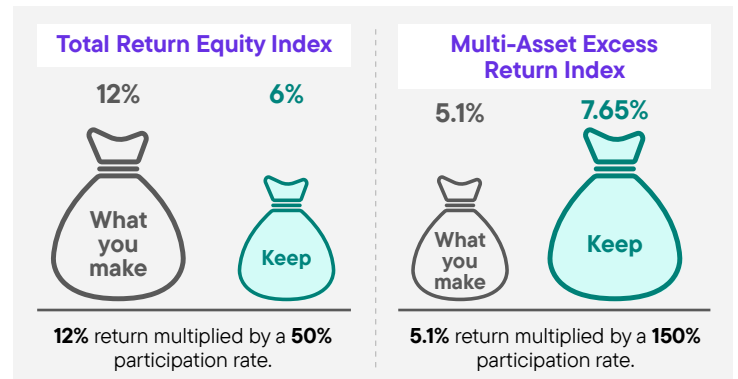 Total Return Equity Index
12%
6%
What
you
make
Keep
12% return multiplied by a 50%
participation rate.
Multi-Asset Excess
Return Index
5.1%
7.65%
What
you
make
Keep
5.1% return multiplied by a 150%
participation rate.